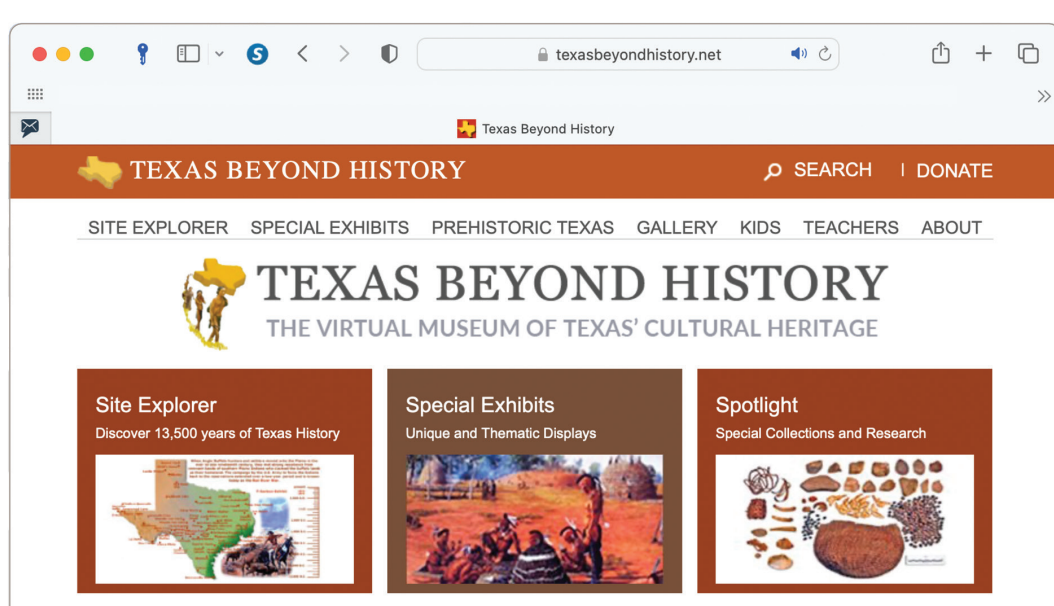 texasbeyondhistory.net
Texas Beyond History
TEXAS BEYOND HISTORY
SEARCH | DONATE
SITE EXPLORER SPECIAL EXHIBITS PREHISTORIC TEXAS GALLERY KIDS TEACHERS ABOUT
TEXAS BEYOND HISTORY
THE VIRTUAL MUSEUM OF TEXAS' CULTURAL HERITAGE
Site Explorer
Discover 13,500 years of Texas History
Special Exhibits
Unique and Thematic Displays
Spotlight
Special Collections and Research